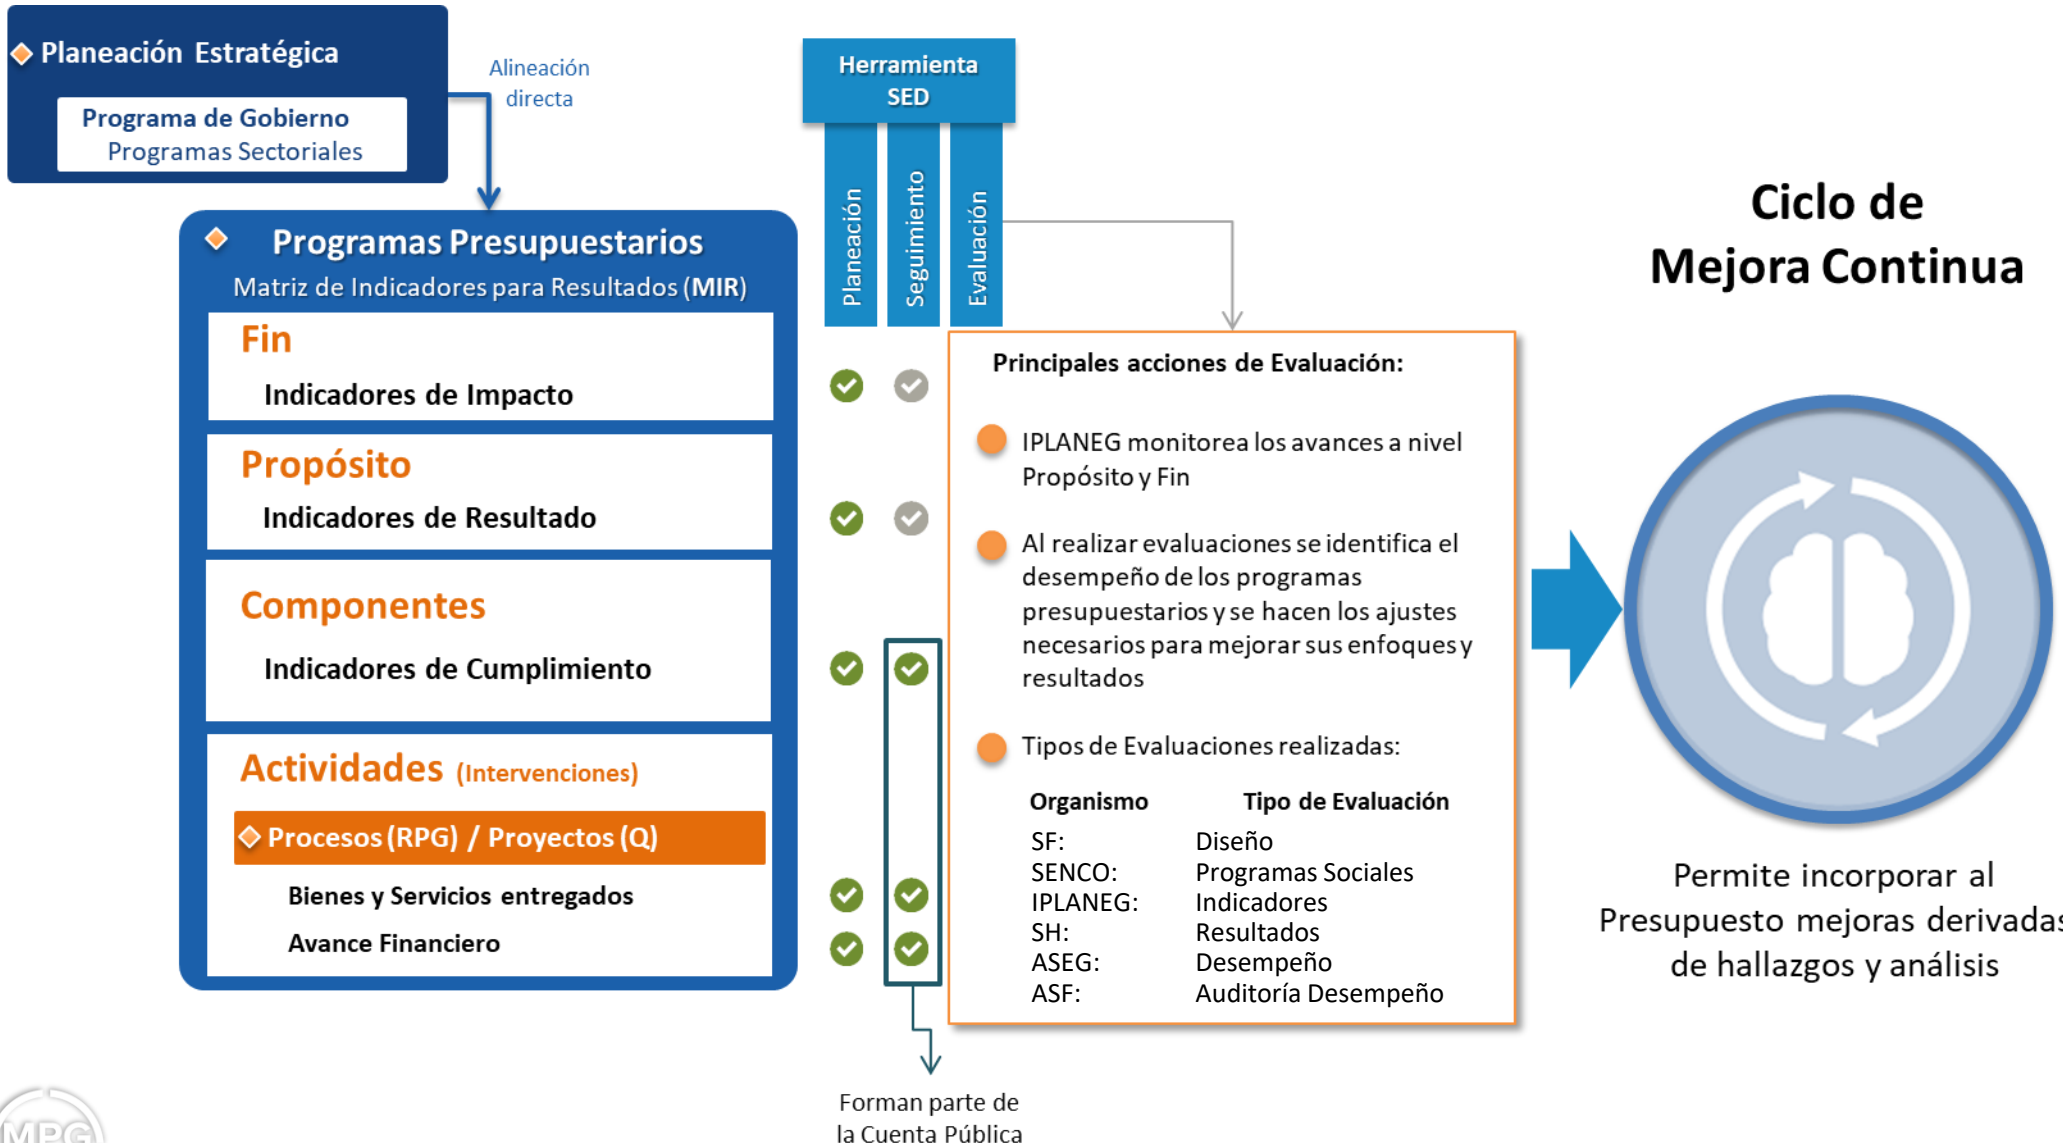 Planeación Estratégica
Programa de Gobierno
Programas Sectoriales
Alineación
directa
Programas Presupuestarios
Matriz de Indicadores para Resultados (MIR)
Fin
Indicadores de Impacto
Propósito
Indicadores de Resultado
Componentes
Indicadores de Cumplimiento
Actividades (Intervenciones)
Procesos (RPG) / Proyectos (Q)
Bienes y Servicios entregados
Avance Financiero
Herramienta
SED
Planeación
Seguimiento
Evaluación
Forman parte de
la Cuenta Pública
Principales acciones de Evaluación:
IPLANEG monitorea los avances a nivel
Propósito y Fin
Al realizar evaluaciones se identifica el
desempeño de los programas
presupuestarios y se hacen los ajustes
necesarios para mejorar sus enfoques y
resultados
Tipos de Evaluaciones realizadas:
Organismo Tipo de Evaluación
SF: Diseño
SENCO: Programas Sociales
IPLANEG: Indicadores
SH: Resultados
ASEG: Desempeño
ASF: Auditoría Desempeño
Ciclo de
Mejora Continua
Permite incorporar al
Presupuesto mejoras derivadas
de hallazgos y análisis
MPG